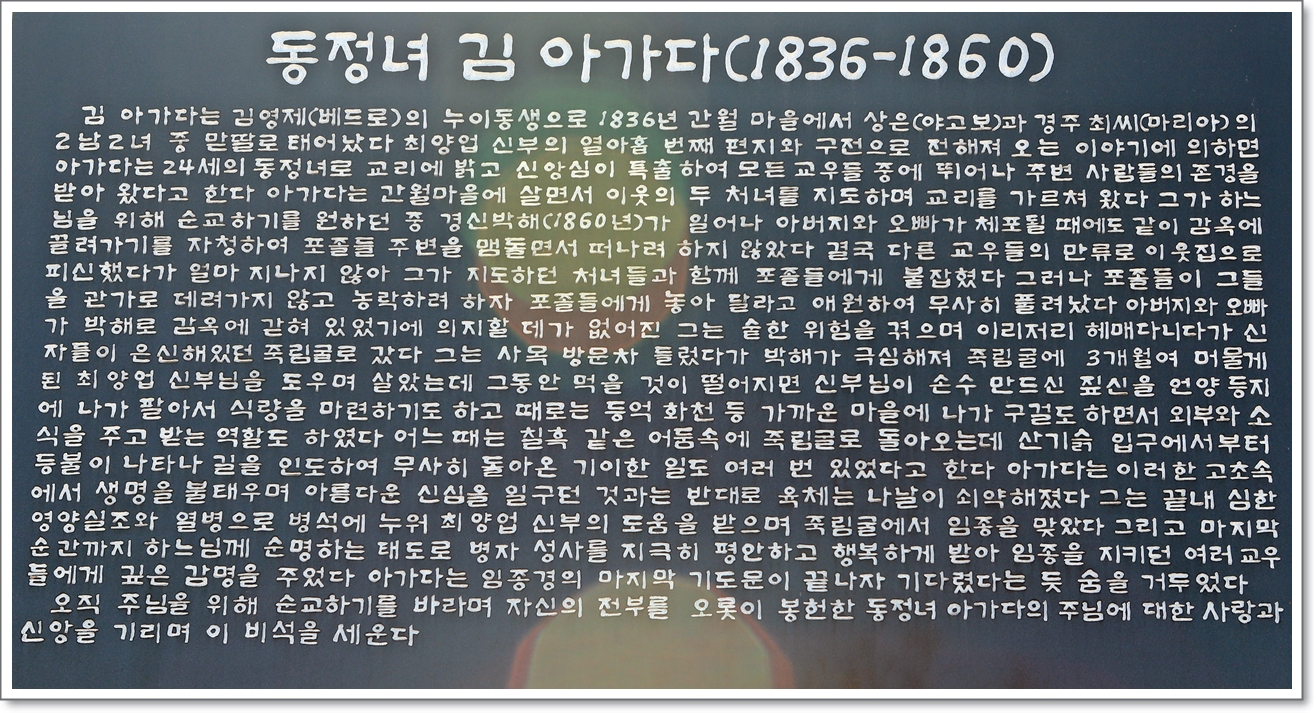 동정녀 김 아가다(1836-1860)
김 아가다는 김영제(베드로)의 누이동생으로 1836년 간월 마을에서 상은(야고보)과 경주 최씨(마리아)의
2남2녀 중 맏딸로 태어났다 최양업 신부의 열아홉 번째 편지와 구전으로 전해져 오는 이야기에 의하면
아가다는 24세의 동정녀로 교리에 밝고 신앙심이 특출하여 모든 교우들 중에 뛰어나 주변 사람들의 존경을
받아 왔다고 한다 아가다는 간월마을에 살면서 이웃의 두 처녀를 지도하며 교리를 가르쳐 왔다 그가 하느
님을 위해 순교하기를 원하던 중 경신박해(1860년)가 일어나 아버지와 오빠가 체포될 때에도 같이 감옥에
끌려가기를 자청하여 포졸들 주변을 맴돌면서 떠나려 하지 않았다 결국 다른 교우들의 만류로 이웃집으로
피신했다가 얼마 지나지 않아 그가 지도하던 처녀들과 함께 포졸들에게 붙잡혔다 그러나 포졸들이 그들
을 관가로 데려가지 않고 농락하려 하자 포졸들에게 놓아 달라고 애원하여 무사히 풀려났다 아버지와 오빠
가 박해로 감옥에 갇혀 있었기에 의지할 데가 없어진 그는 숱한 위험을 겪으며 이리저리 헤매다니다가 신
자들이 은신해있던 죽림굴로 갔다 그는 사목 방문차 들렀다가 박해가 극심해져 죽림굴에 3개월여 머물게
된 최양업 신부님을 도우며 살았는데 그동안 먹을 것이 떨어지면 신부님이 손수 만드신 짚신을 언양 등지
에 나가 팔아서 식량을 마련하기도 하고 때로는 등억 화천 등 가까운 마을에 나가 구걸도 하면서 외부와 소
식을 주고 받는 역할도 하였다 어느 때는 칠흑 같은 어둠속에 죽림굴로 돌아오는데 산기슭 입구에서부터
등불이 나타나 길을 인도하여 무사히 돌아온 기이한 일도 여러 번 있었다고 한다 아가다는 이러한 고초속
에서 생명을 불태우며 아름다운 신심을 일구던 것과는 반대로 육체는 나날이 쇠약해졌다 그는 끝내 심한
영양실조와 열병으로 병석에 누워 최양업 신부의 도움을 받으며 죽림굴에서 임종을 맞았다 그리고 마지막
순간까지 하느님께 순명하는 태도로 병자 성사를 지극히 평안하고 행복하게 받아 임종을 지키던 여러 교우
들에게 깊은 감명을 주었다 아가다는 임종경의 마지막 기도문이 끝나자 기다렸다는 듯 숨을 거두었다
오직 주님을 위해 순교하기를 바라며 자신의 전부를 오롯이 봉헌한 동정녀 아가다의 주님에 대한 사랑과
신앙을 기리며 이 비석을 세운다